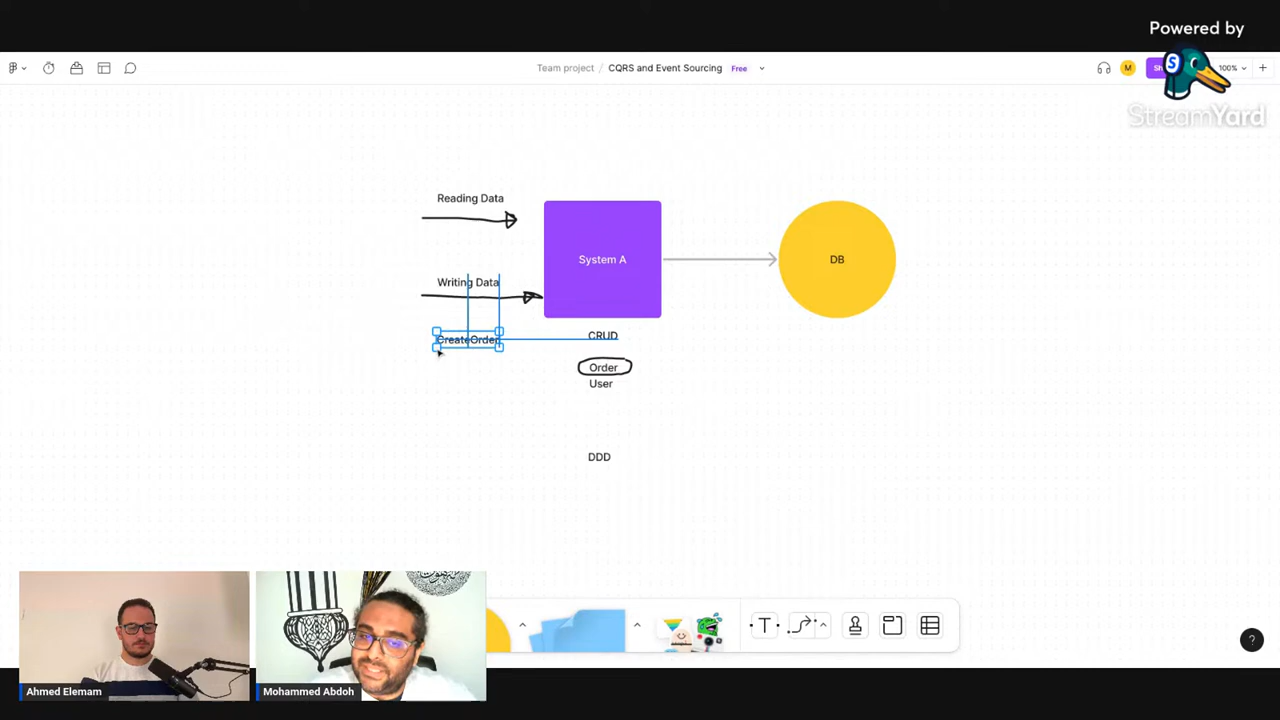 Powered by
StreamYard
Team project / CQRS and Event Sourcing Free
M
Sh
100%
Reading Data
System A
DB
Writing Data
CreateOrder
CRUD
Order
User
DDD
T
Ahmed Elemam
Mohammed Abdoh
?